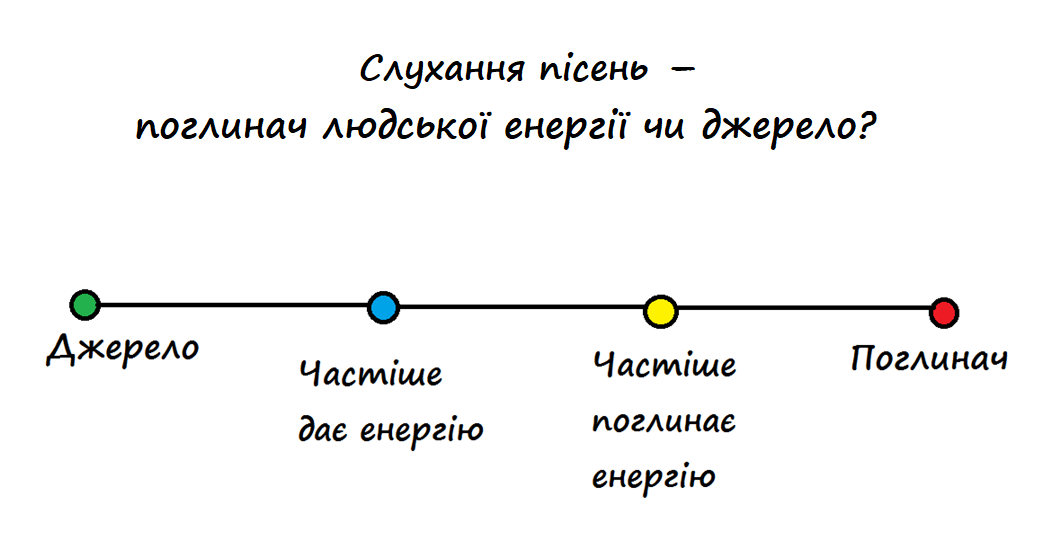 Слухання пісень –
поглинач людської енергії чи джерело?
Джерело
Частіше
дає енергію
Частіше
поглинає
енергію
Поглинач